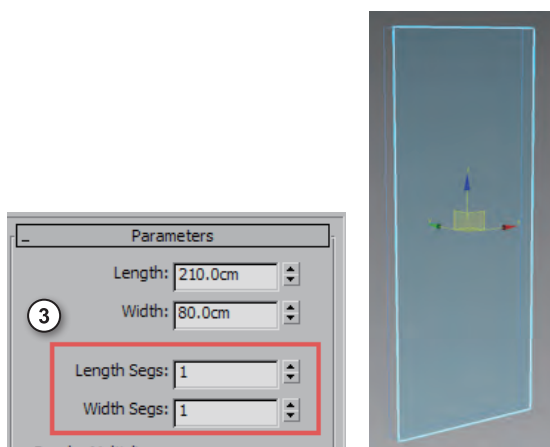 Parameters
Length: 210.0cm
3
Width: 80.0cm
Length Segs: 1
Width Segs: 1